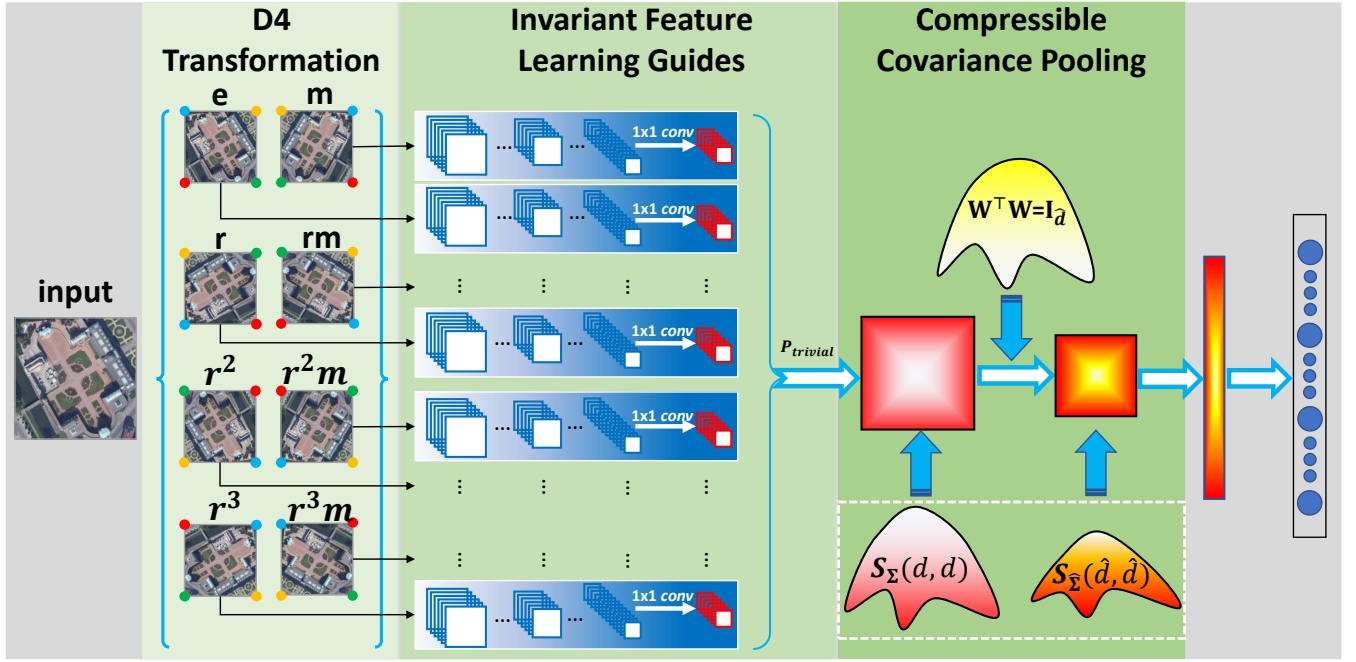 D4
Transformation
Invariant Feature
Learning Guides
Compressible
Covariance Pooling
input
e
m
r
rm
r²
r²m
r³
r³m
1x1 conv
...
...
1x1 conv
...
...
⋮ ⋮ ⋮ ⋮
1x1 conv
...
...
1x1 conv
...
...
⋮ ⋮ ⋮ ⋮
⋮ ⋮ ⋮ ⋮
1x1 conv
...
...
P_trivial
W^⊤W=I_d̂
S_Σ(d, d)
S_Σ̂(d̂, d̂)